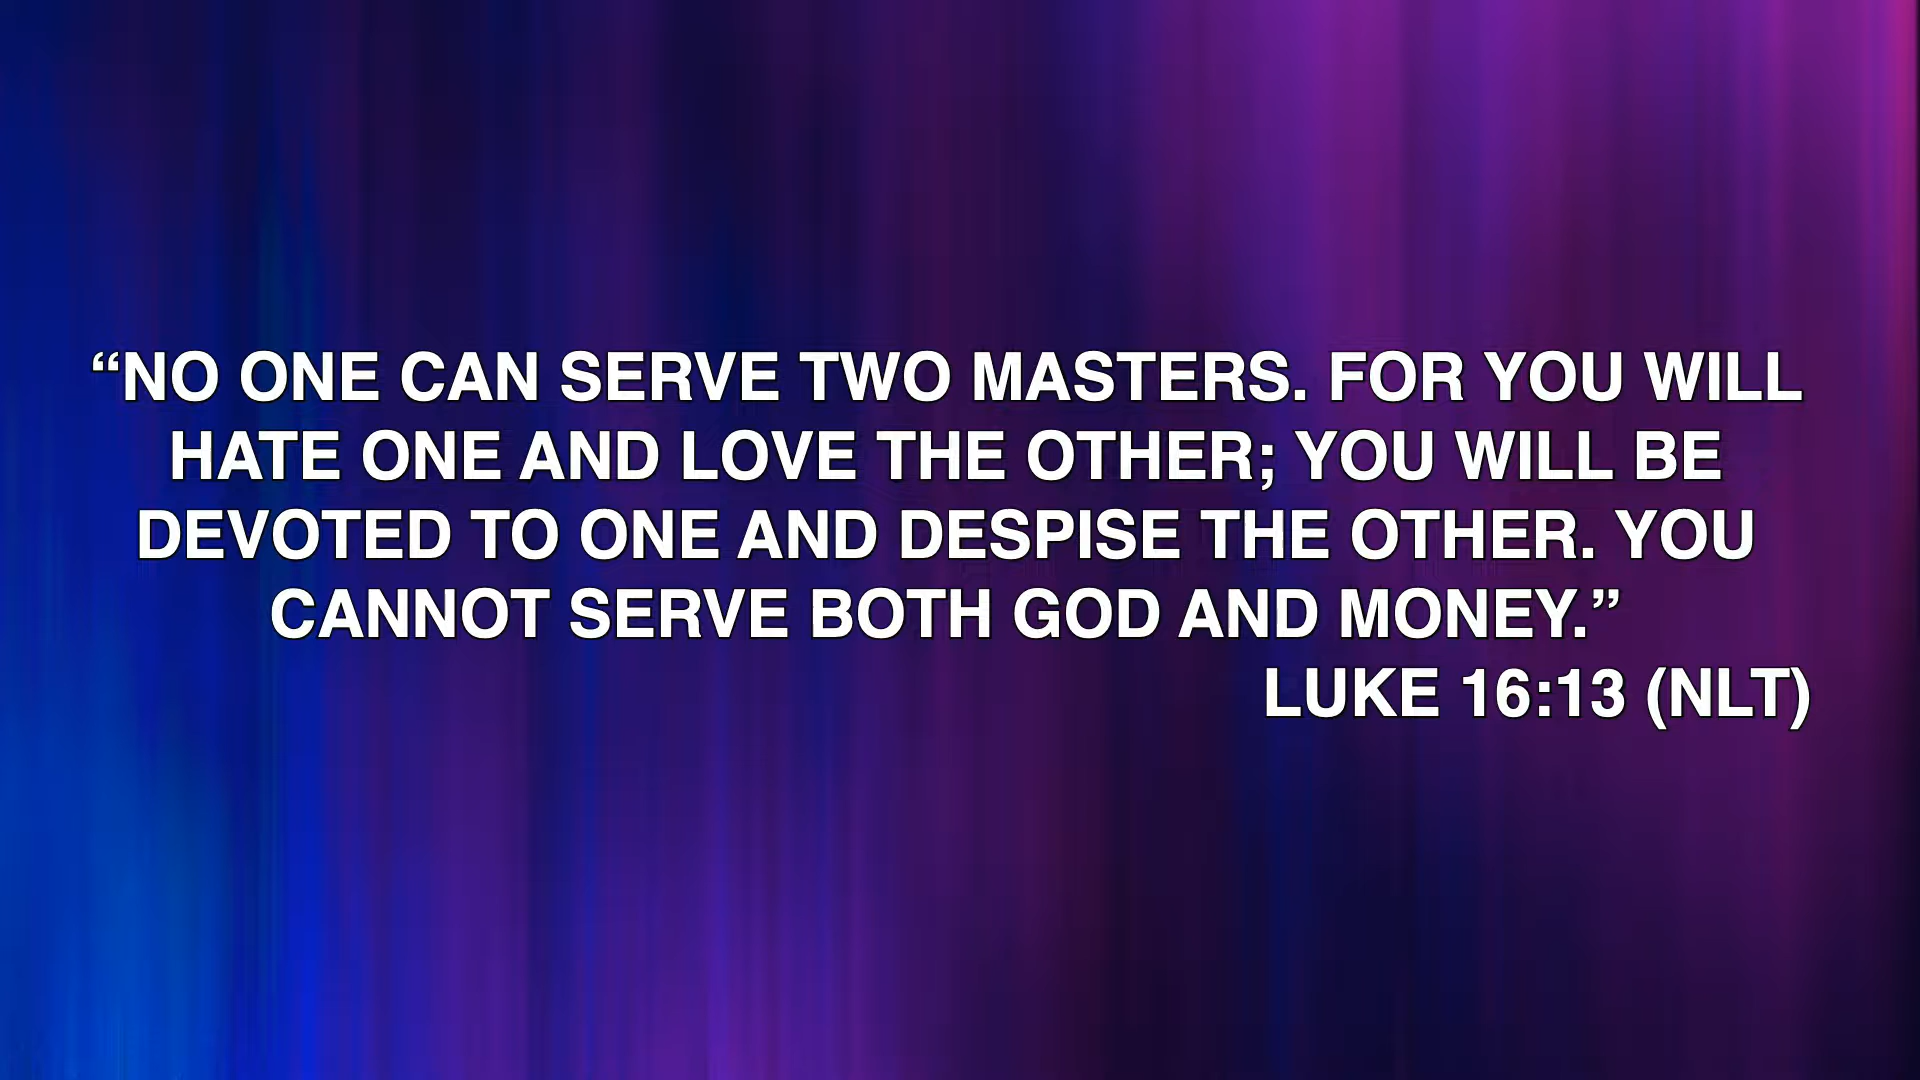 “NO ONE CAN SERVE TWO MASTERS. FOR YOU WILL
HATE ONE AND LOVE THE OTHER; YOU WILL BE
DEVOTED TO ONE AND DESPISE THE OTHER. YOU
CANNOT SERVE BOTH GOD AND MONEY.”
LUKE 16:13 (NLT)